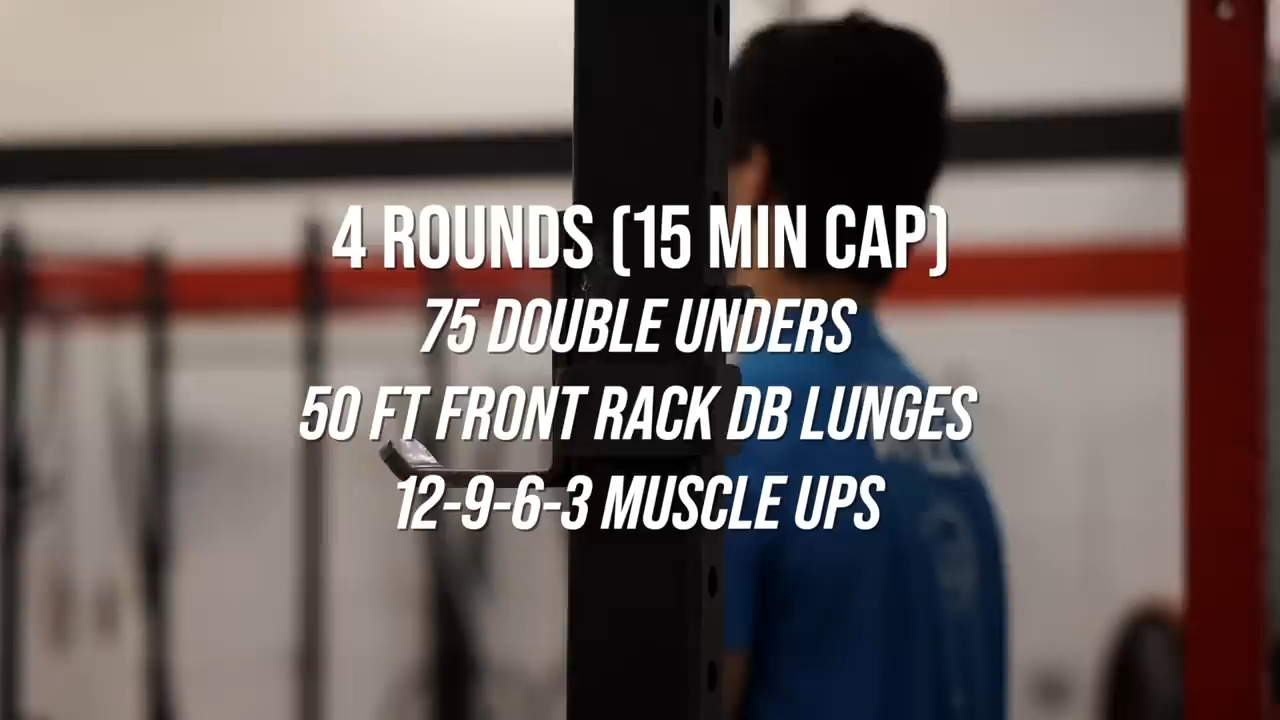 4 ROUNDS (15 MIN CAP)
75 DOUBLE UNDERS
50 FT FRONT RACK DB LUNGES
12-9-6-3 MUSCLE UPS